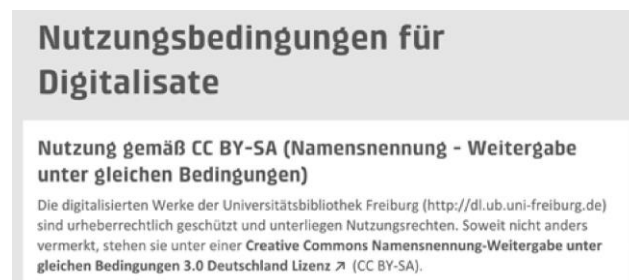 Nutzungsbedingungen für
Digitalisate
Nutzung gemäß CC BY-SA (Namensnennung - Weitergabe
unter gleichen Bedingungen)
Die digitalisierten Werke der Universitätsbibliothek Freiburg (http://dl.ub.uni-freiburg.de)
sind urheberrechtlich geschützt und unterliegen Nutzungsrechten. Soweit nicht anders
vermerkt, stehen sie unter einer Creative Commons Namensnennung-Weitergabe unter
gleichen Bedingungen 3.0 Deutschland Lizenz ↗ (CC BY-SA).